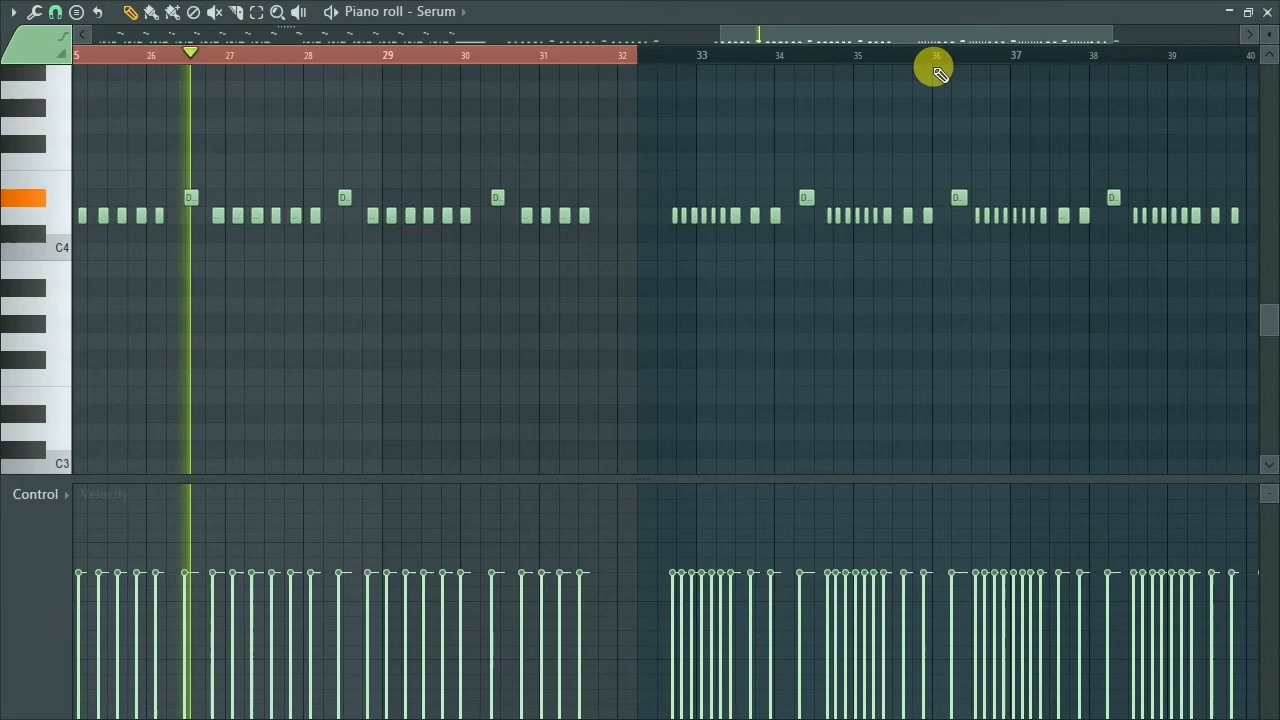 Piano roll - Serum
5 26 27 28 29 30 31 32 33 34 35 36 37 38 39 40
D.. D.. D.. D.. D.. D..
C4
C3
Control Velocity